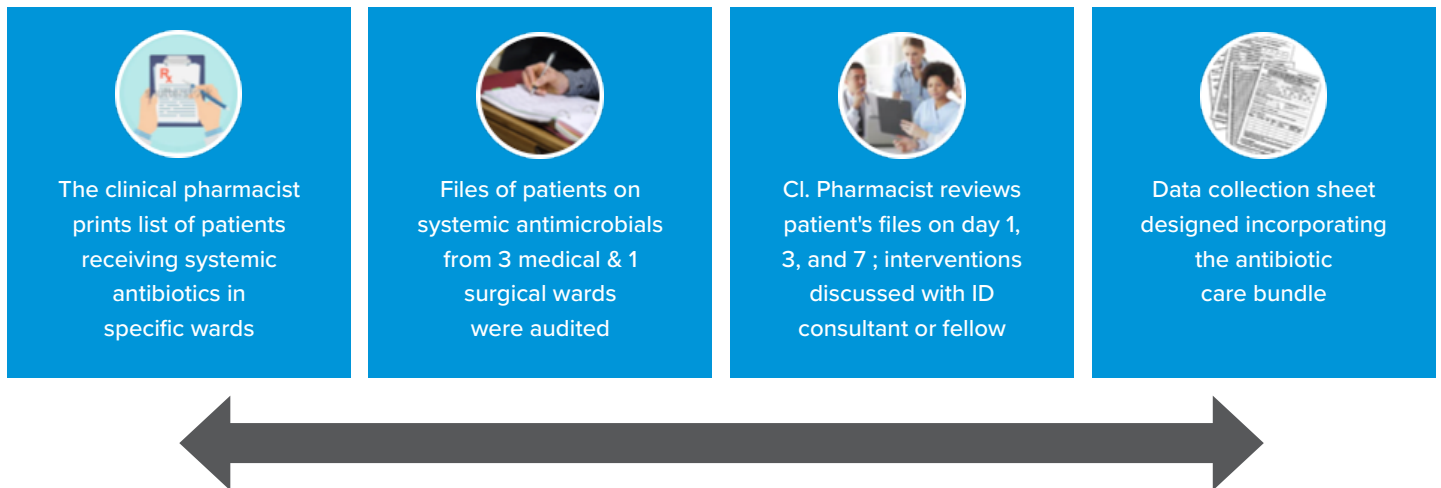 The clinical pharmacist
prints list of patients
receiving systemic
antibiotics in
specific wards
Files of patients on
systemic antimicrobials
from 3 medical & 1
surgical wards
were audited
Cl. Pharmacist reviews
patient's files on day 1,
3, and 7 ; interventions
discussed with ID
consultant or fellow
Data collection sheet
designed incorporating
the antibiotic
care bundle